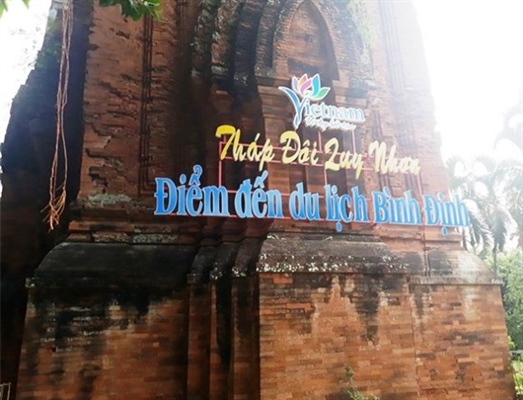 Vietnam
Tháp Đôi Quy Nhơn
Điểm đến du lịch Bình Định